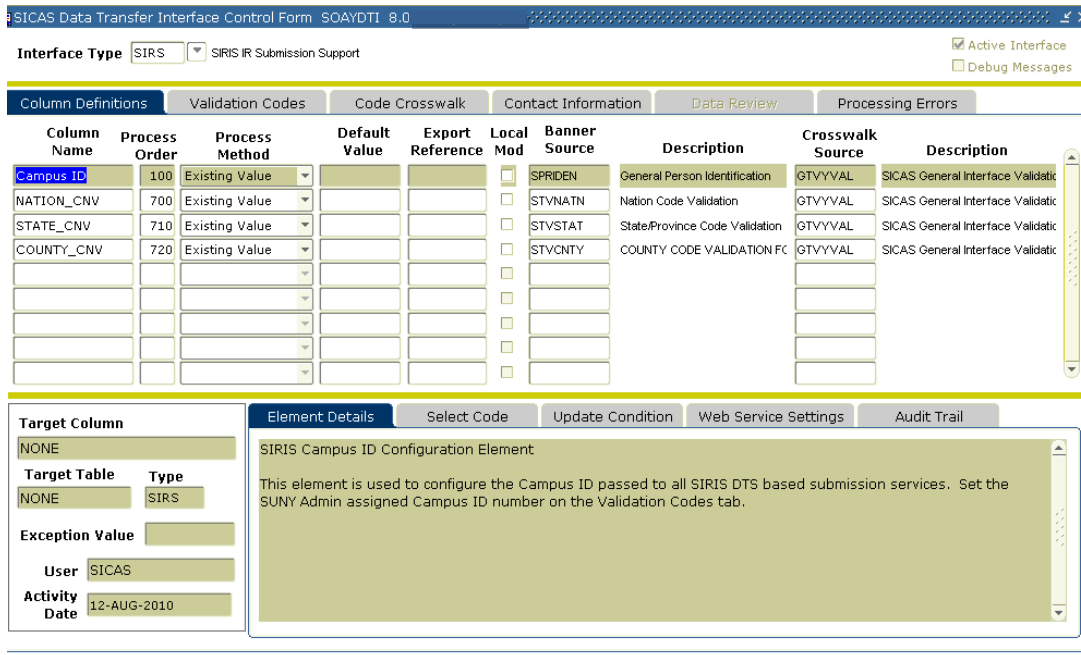 SICAS Data Transfer Interface Control Form SOAYDTI 8.0
Interface Type SIRS SIRIS IR Submission Support
Active Interface
Debug Messages
Column Definitions Validation Codes Code Crosswalk Contact Information Data Review Processing Errors
Column Name Process Order Process Method Default Value Export Reference Local Mod Banner Source Description Crosswalk Source Description
Campus ID 100 Existing Value SPRIDEN General Person Identification GTVYVAL SICAS General Interface Validatic
NATION_CNV 700 Existing Value STVNATN Nation Code Validation GTVYVAL SICAS General Interface Validatic
STATE_CNV 710 Existing Value STVSTAT State/Province Code Validation GTVYVAL SICAS General Interface Validatic
COUNTY_CNV 720 Existing Value STVCNTY COUNTY CODE VALIDATION FC GTVYVAL SICAS General Interface Validatic
Target Column
NONE
Target Table Type
NONE SIRS
Exception Value
User SICAS
Activity Date 12-AUG-2010
Element Details Select Code Update Condition Web Service Settings Audit Trail
SIRIS Campus ID Configuration Element
This element is used to configure the Campus ID passed to all SIRIS DTS based submission services. Set the
SUNY Admin assigned Campus ID number on the Validation Codes tab.